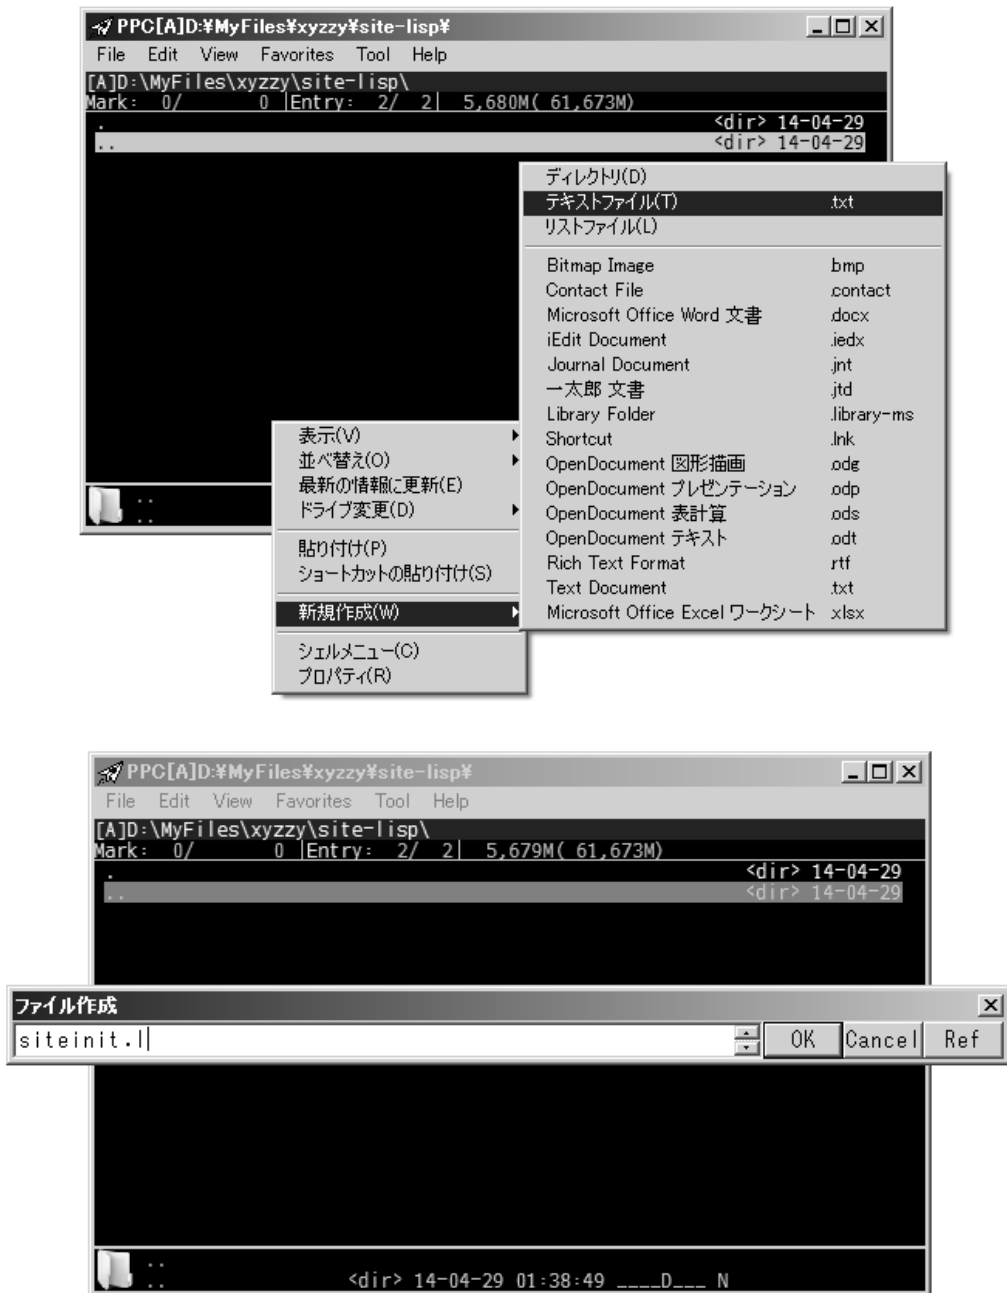 PPC[A]D:¥MyFiles¥xyzzy¥site-lisp¥
File Edit View Favorites Tool Help
[A]D:\MyFiles\xyzzy\site-lisp\
Mark: 0/ 0 |Entry: 2/ 2| 5,680M( 61,673M)
. <dir> 14-04-29
.. <dir> 14-04-29
ディレクトリ(D)
テキストファイル(T) .txt
リストファイル(L)
Bitmap Image .bmp
Contact File .contact
Microsoft Office Word 文書 .docx
iEdit Document .iedx
Journal Document .jnt
一太郎 文書 .jtd
Library Folder .library-ms
Shortcut .lnk
OpenDocument 図形描画 .odg
OpenDocument プレゼンテーション .odp
OpenDocument 表計算 .ods
OpenDocument テキスト .odt
Rich Text Format .rtf
Text Document .txt
Microsoft Office Excel ワークシート .xlsx
表示(V)
並べ替え(O)
最新の情報に更新(E)
ドライブ変更(D)
貼り付け(P)
ショートカットの貼り付け(S)
新規作成(W)
シェルメニュー(C)
プロパティ(R)
..
PPC[A]D:¥MyFiles¥xyzzy¥site-lisp¥
File Edit View Favorites Tool Help
[A]D:\MyFiles\xyzzy\site-lisp\
Mark: 0/ 0 |Entry: 2/ 2| 5,679M( 61,673M)
. <dir> 14-04-29
.. <dir> 14-04-29
ファイル作成
siteinit.l OK Cancel Ref
..
.. <dir> 14-04-29 01:38:49 ____D___ N